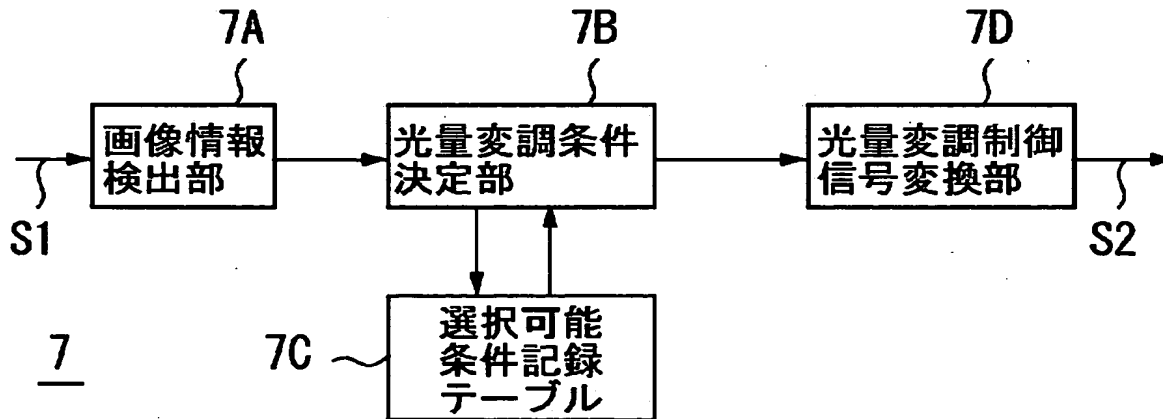 7A
7B
7D
画像情報
検出部
光量変調条件
決定部
光量変調制御
信号変換部
S1
S2
選択可能
条件記録
テーブル
7C
7